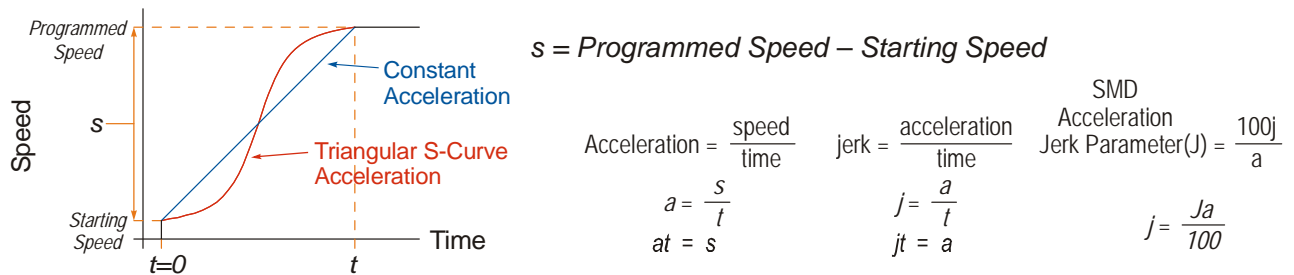 Programmed
Speed
Speed
s
Starting
Speed
t=0
t
Time
Constant
Acceleration
Triangular S-Curve
Acceleration
s = Programmed Speed – Starting Speed
Acceleration = speed / time
a = s / t
at = s
jerk = acceleration / time
j = a / t
jt = a
SMD
Acceleration
Jerk Parameter(J) = 100j / a
j = Ja / 100